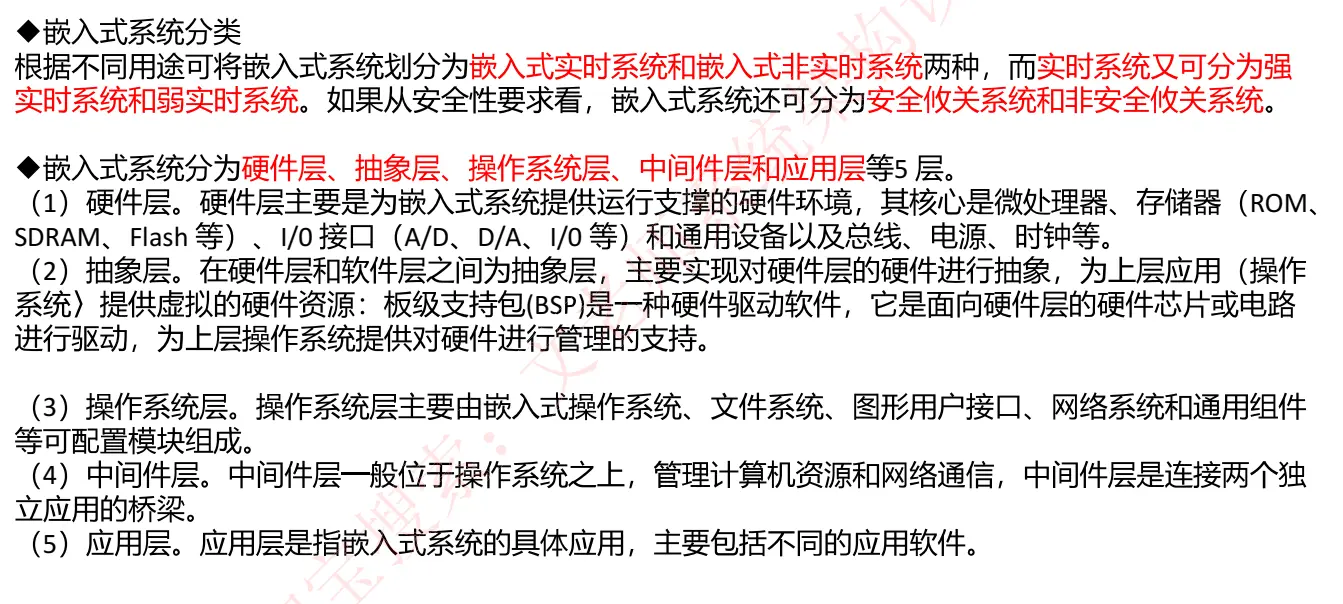 ◆嵌入式系统分类
根据不同用途可将嵌入式系统划分为嵌入式实时系统和嵌入式非实时系统两种，而实时系统又可分为强
实时系统和弱实时系统。如果从安全性要求看，嵌入式系统还可分为安全攸关系统和非安全攸关系统。
◆嵌入式系统分为硬件层、抽象层、操作系统层、中间件层和应用层等5 层。
（1）硬件层。硬件层主要是为嵌入式系统提供运行支撑的硬件环境，其核心是微处理器、存储器（ROM、
SDRAM、Flash 等）、I/0 接口（A/D、D/A、I/0 等）和通用设备以及总线、电源、时钟等。
（2）抽象层。在硬件层和软件层之间为抽象层，主要实现对硬件层的硬件进行抽象，为上层应用（操作
系统〉提供虚拟的硬件资源：板级支持包(BSP)是一种硬件驱动软件，它是面向硬件层的硬件芯片或电路
进行驱动，为上层操作系统提供对硬件进行管理的支持。
（3）操作系统层。操作系统层主要由嵌入式操作系统、文件系统、图形用户接口、网络系统和通用组件
等可配置模块组成。
（4）中间件层。中间件层一般位于操作系统之上，管理计算机资源和网络通信，中间件层是连接两个独
立应用的桥梁。
（5）应用层。应用层是指嵌入式系统的具体应用，主要包括不同的应用软件。